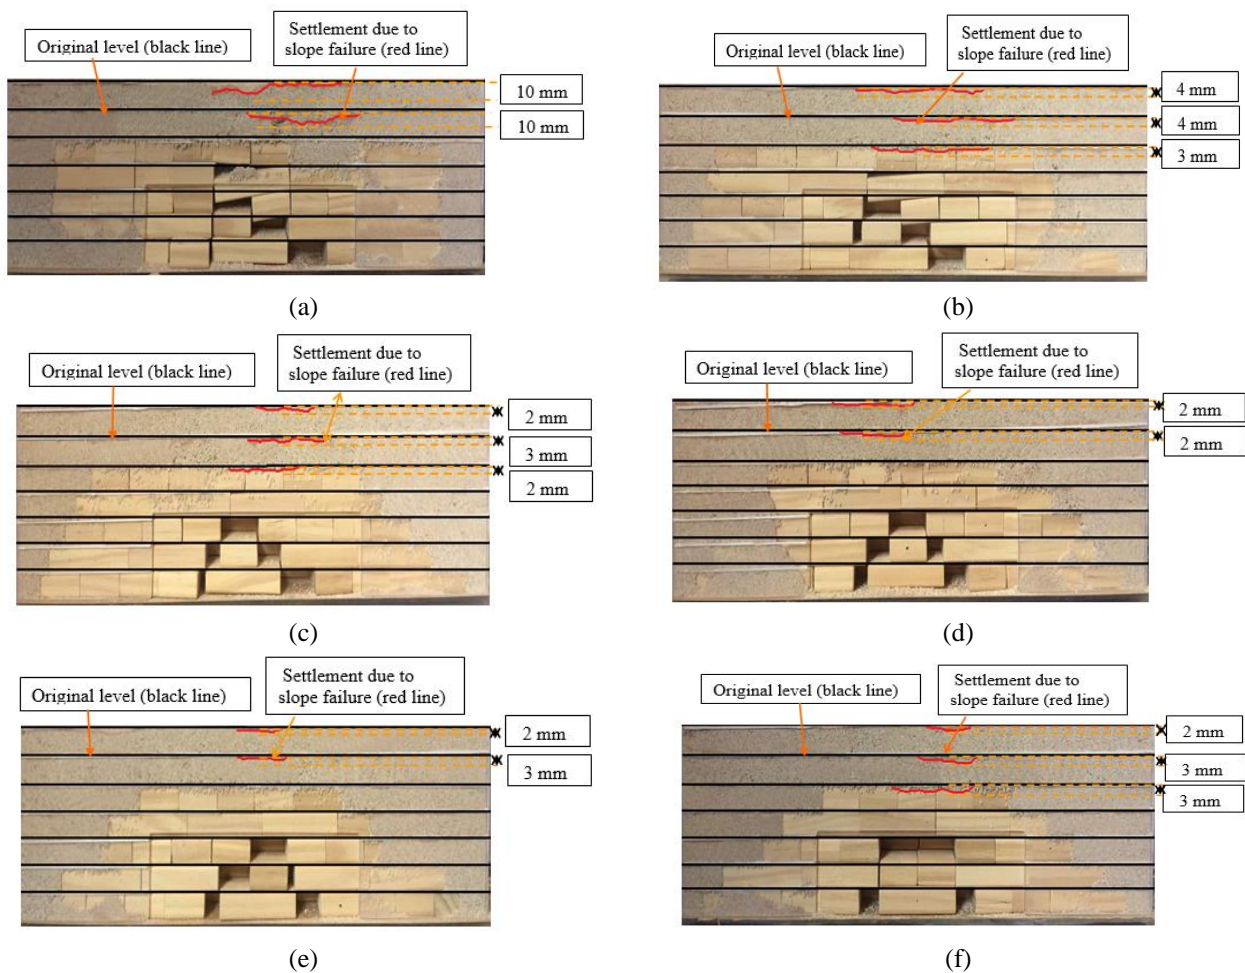 Original level (black line)
Settlement due to
slope failure (red line)
10 mm
10 mm
(a)
Original level (black line)
Settlement due to
slope failure (red line)
4 mm
4 mm
3 mm
(b)
Original level (black line)
Settlement due to
slope failure (red line)
2 mm
3 mm
2 mm
(c)
Original level (black line)
Settlement due to
slope failure (red line)
2 mm
2 mm
(d)
Original level (black line)
Settlement due to
slope failure (red line)
2 mm
3 mm
(e)
Original level (black line)
Settlement due to
slope failure (red line)
2 mm
3 mm
3 mm
(f)